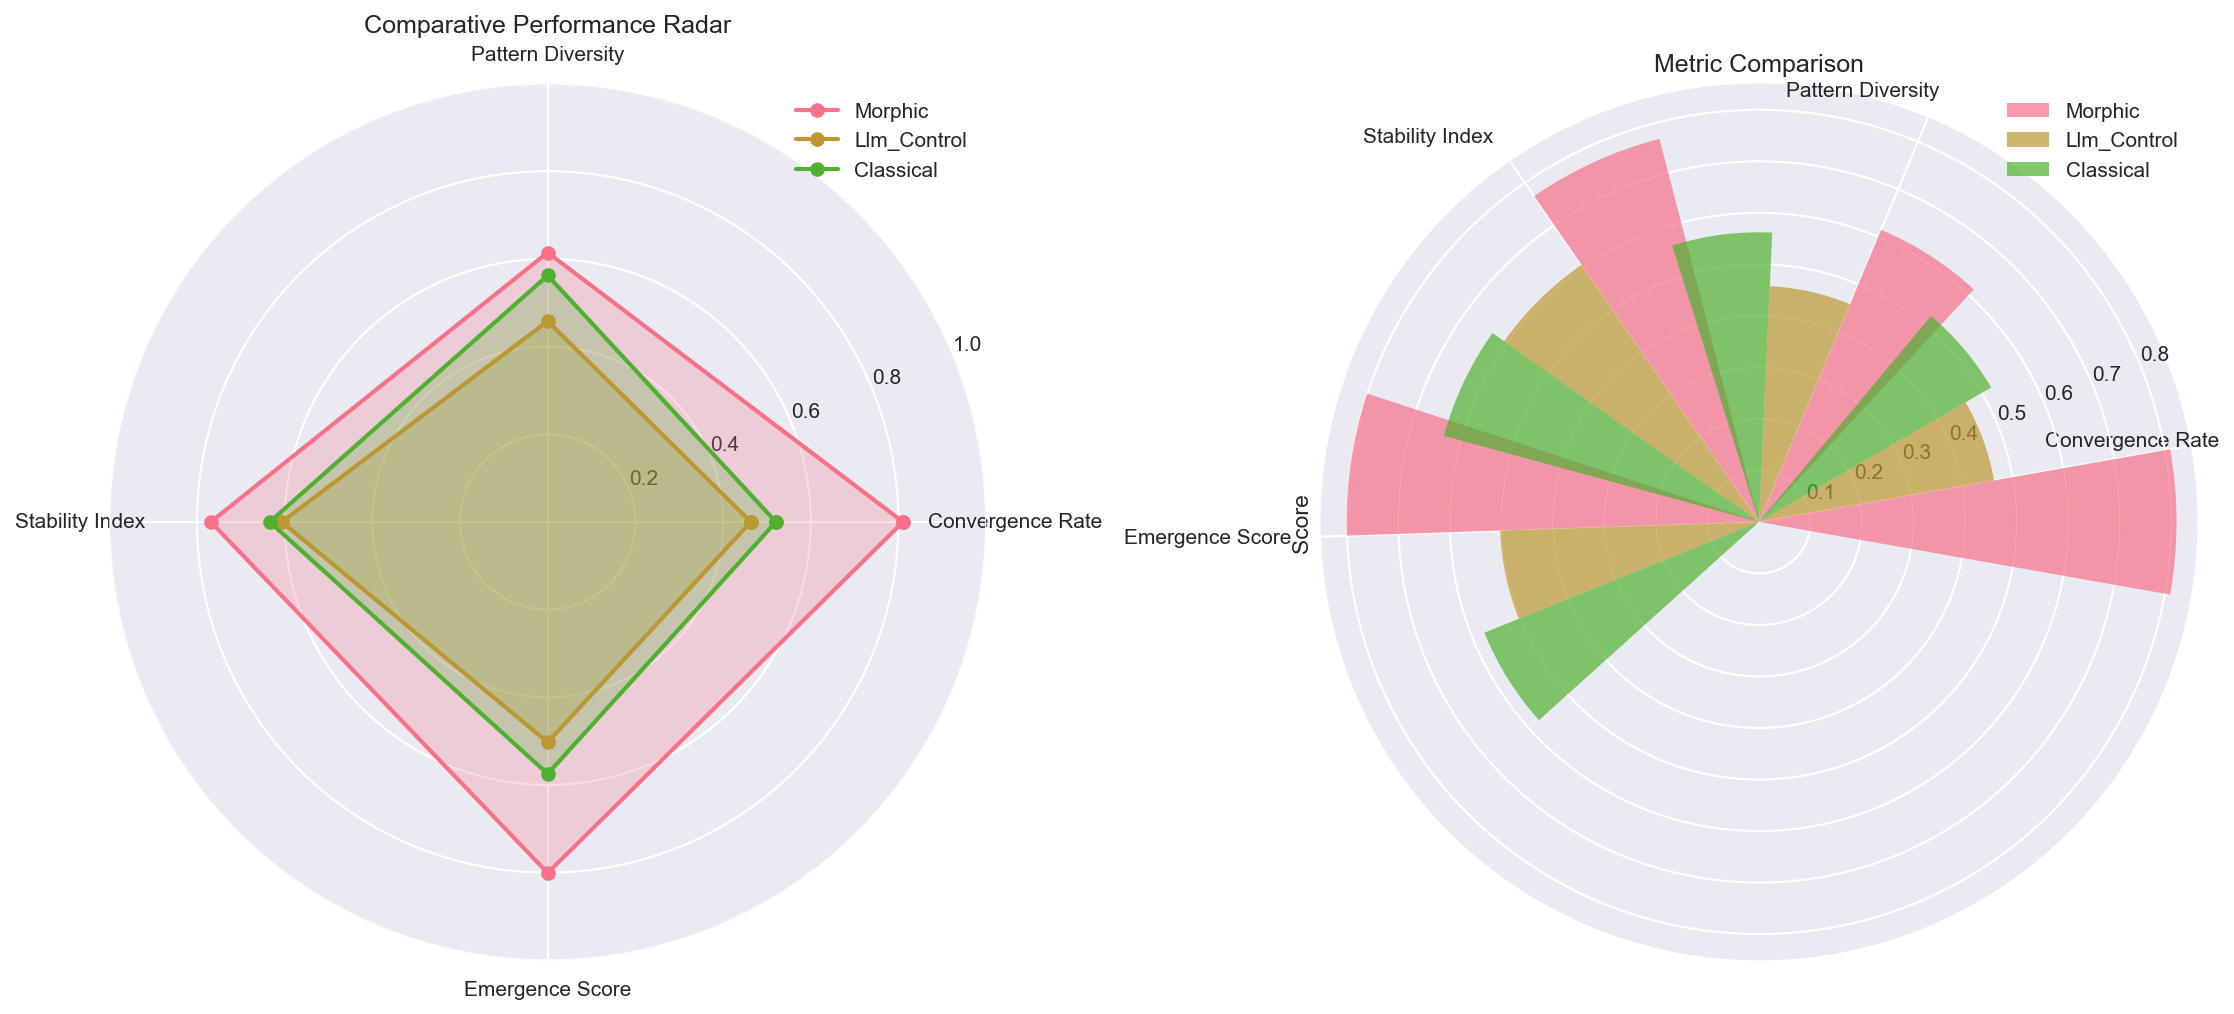 Comparative Performance Radar
Pattern Diversity
Morphic
Llm_Control
Classical
1.0
0.8
0.6
0.4
0.2
Stability Index
Convergence Rate
Emergence Score
Metric Comparison
Pattern Diversity
Stability Index
Morphic
Llm_Control
Classical
0.8
0.7
0.6
0.5
0.4
0.3
0.2
0.1
Convergence Rate
Emergence Score
Score